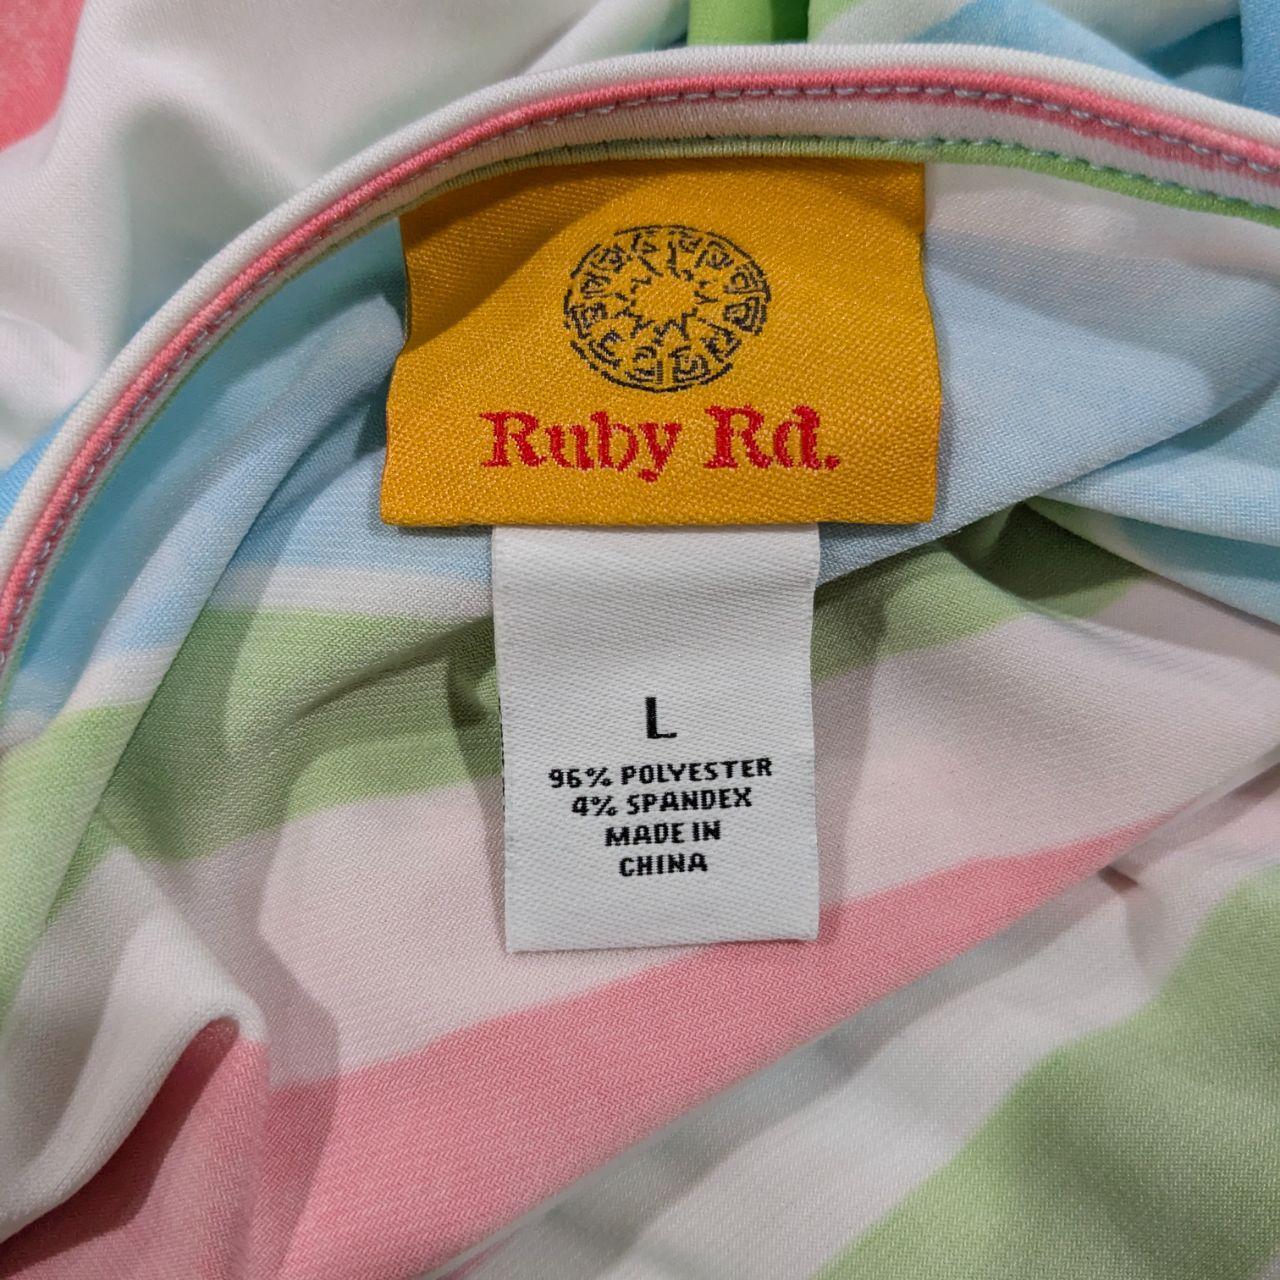 Ruby Rd.
L
96% POLYESTER
4% SPANDEX
MADE IN
CHINA